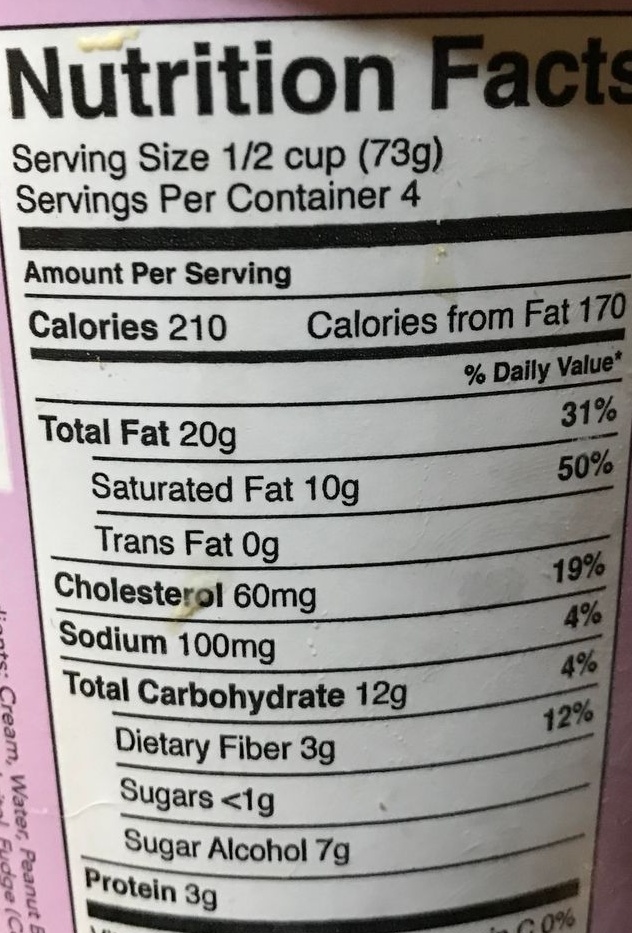 Nutrition Facts
Serving Size 1/2 cup (73g)
Servings Per Container 4
Amount Per Serving
Calories 210 Calories from Fat 170
% Daily Value*
Total Fat 20g 31%
Saturated Fat 10g 50%
Trans Fat 0g
Cholesterol 60mg 19%
Sodium 100mg 4%
Total Carbohydrate 12g 4%
Dietary Fiber 3g 12%
Sugars <1g
Sugar Alcohol 7g
Protein 3g
C 0%
Cream, Water, Peanut
Fudge